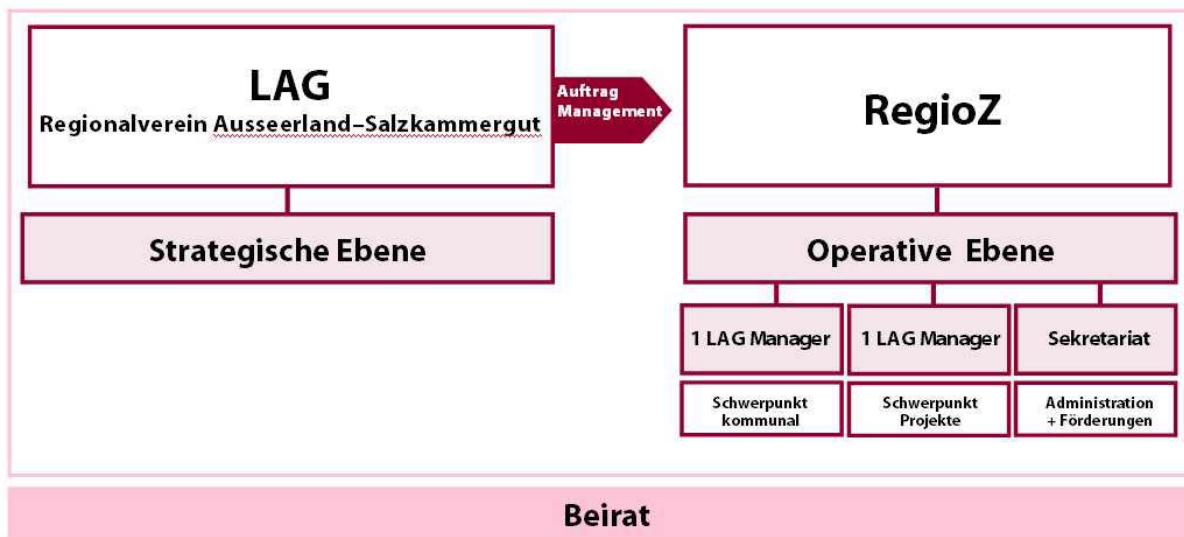 LAG
Regionalverein Ausseerland–Salzkammergut
Auftrag
Management
RegioZ
Strategische Ebene
Operative Ebene
1 LAG Manager
1 LAG Manager
Sekretariat
Schwerpunkt
kommunal
Schwerpunkt
Projekte
Administration
+ Förderungen
Beirat